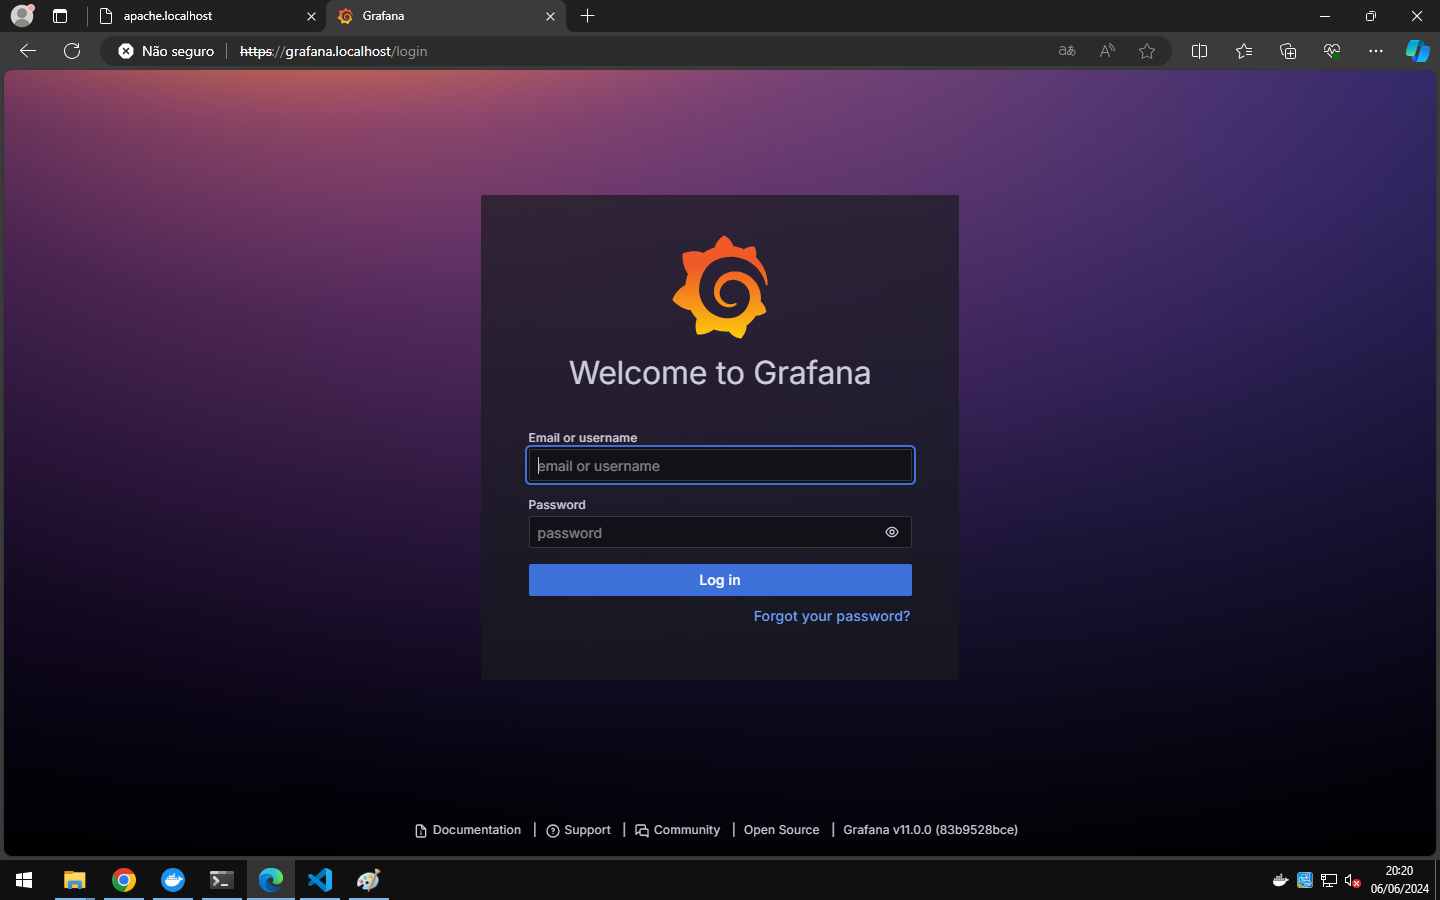 apache.localhost
Grafana
Não seguro
https://grafana.localhost/login
Welcome to Grafana
Email or username
email or username
Password
password
Log in
Forgot your password?
Documentation | Support | Community | Open Source | Grafana v11.0.0 (83b9528bce)
20:20
06/06/2024